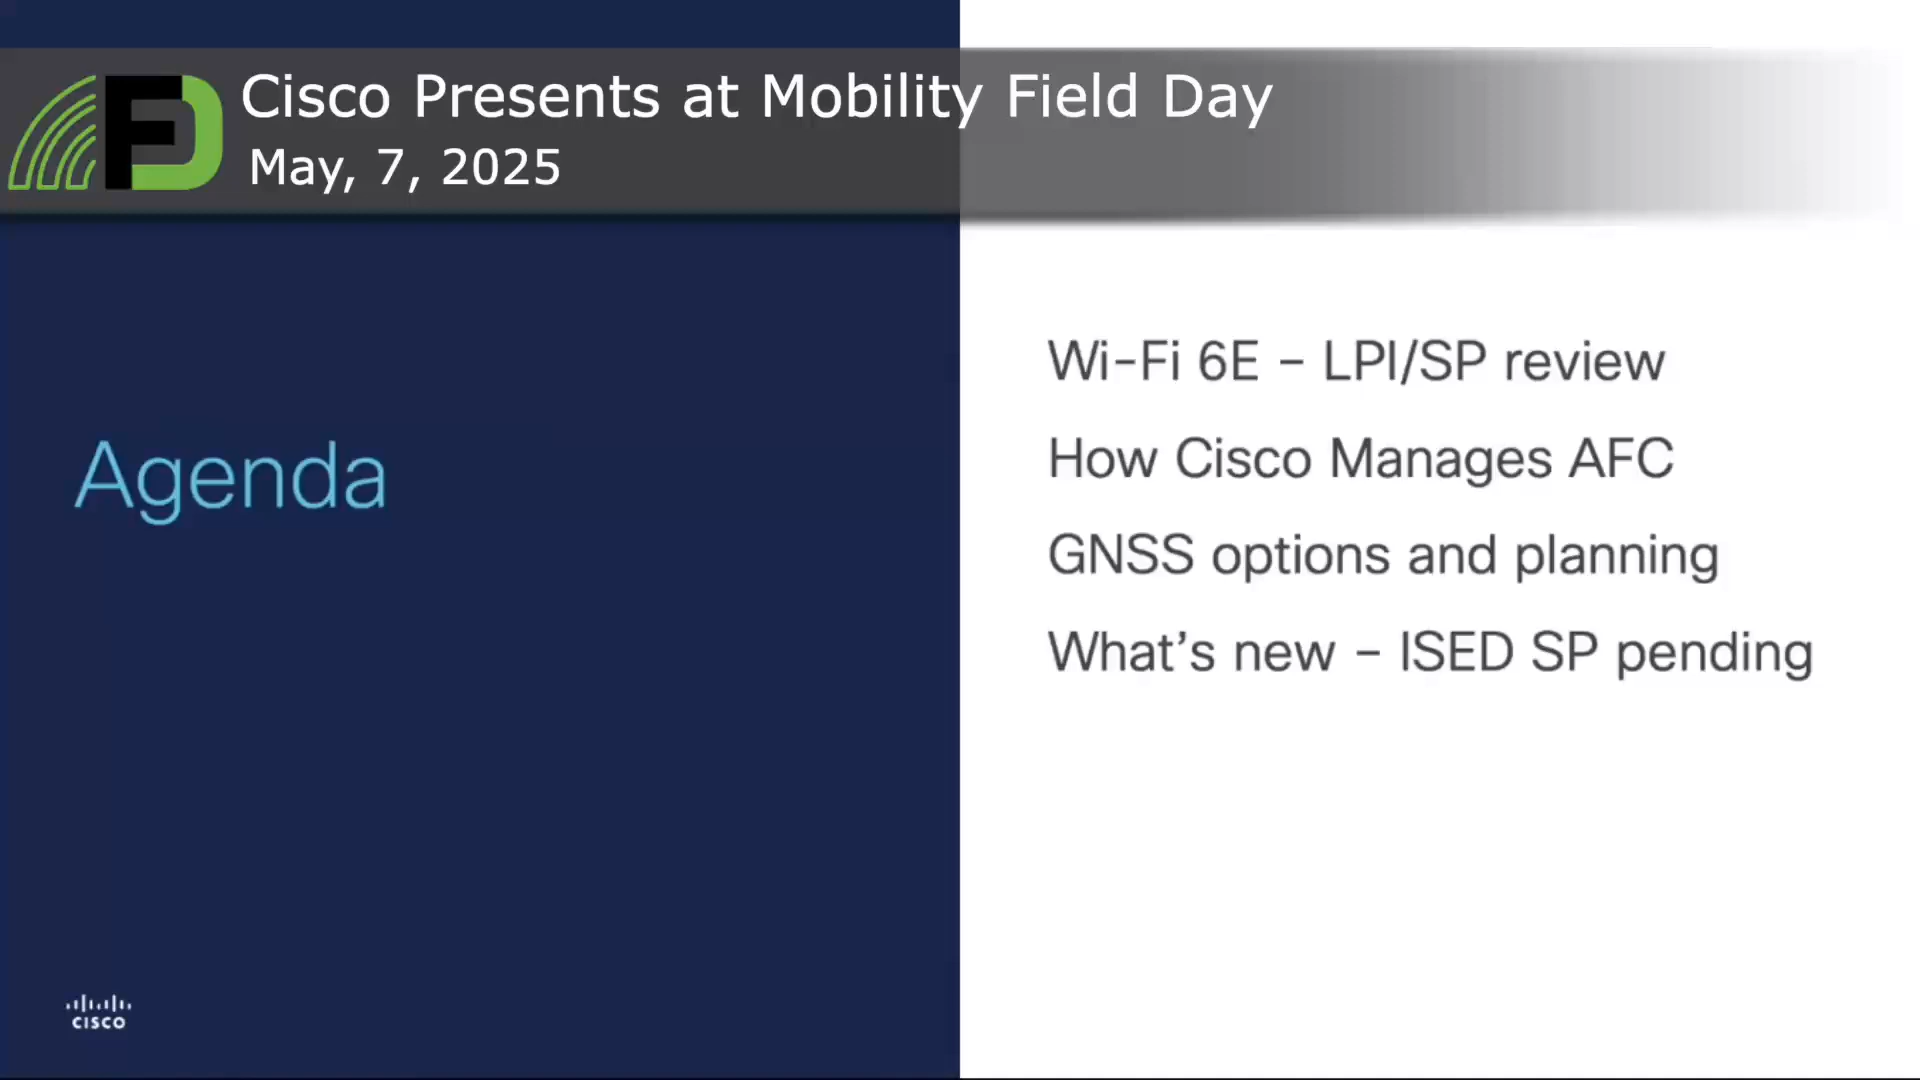 FD
Cisco Presents at Mobility Field Day
May, 7, 2025
Agenda
Wi-Fi 6E – LPI/SP review
How Cisco Manages AFC
GNSS options and planning
What's new – ISED SP pending
CISCO